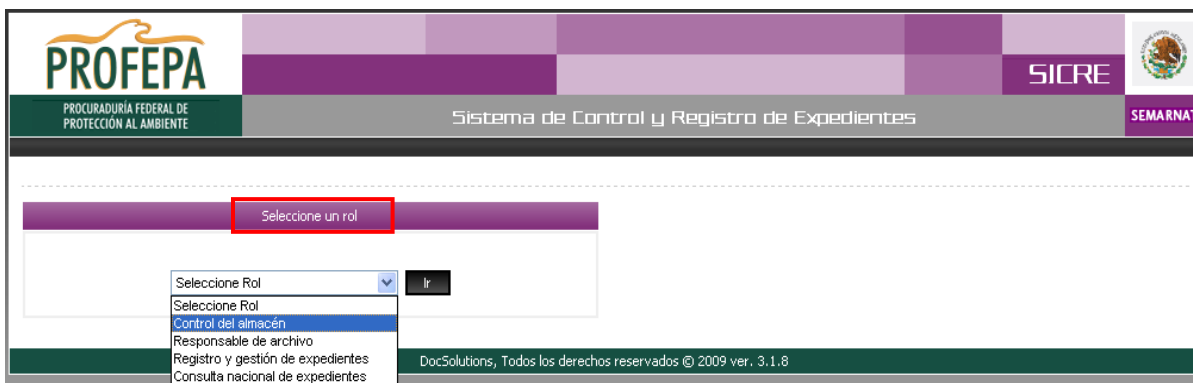 PROFEPA
PROCURADURÍA FEDERAL DE
PROTECCIÓN AL AMBIENTE
SICRE
Sistema de Control y Registro de Expedientes
SEMARNAT
Seleccione un rol
Seleccione Rol
Ir
Seleccione Rol
Control del almacén
Responsable de archivo
Registro y gestión de expedientes
Consulta nacional de expedientes
DocSolutions, Todos los derechos reservados © 2009 ver. 3.1.8